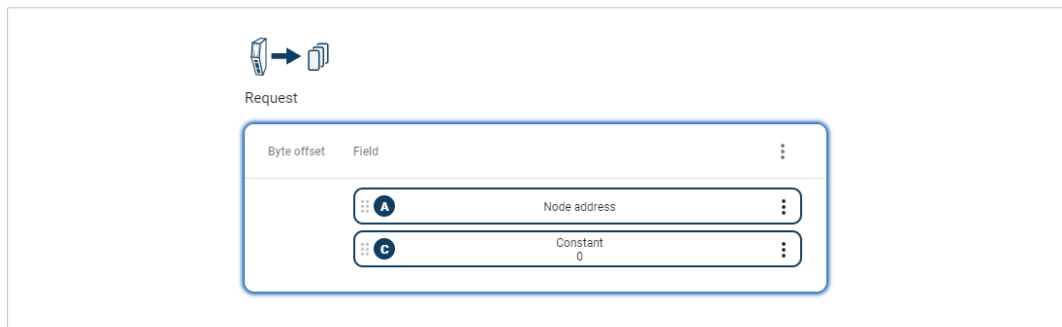 Request
Byte offset Field
A Node address
C Constant
0